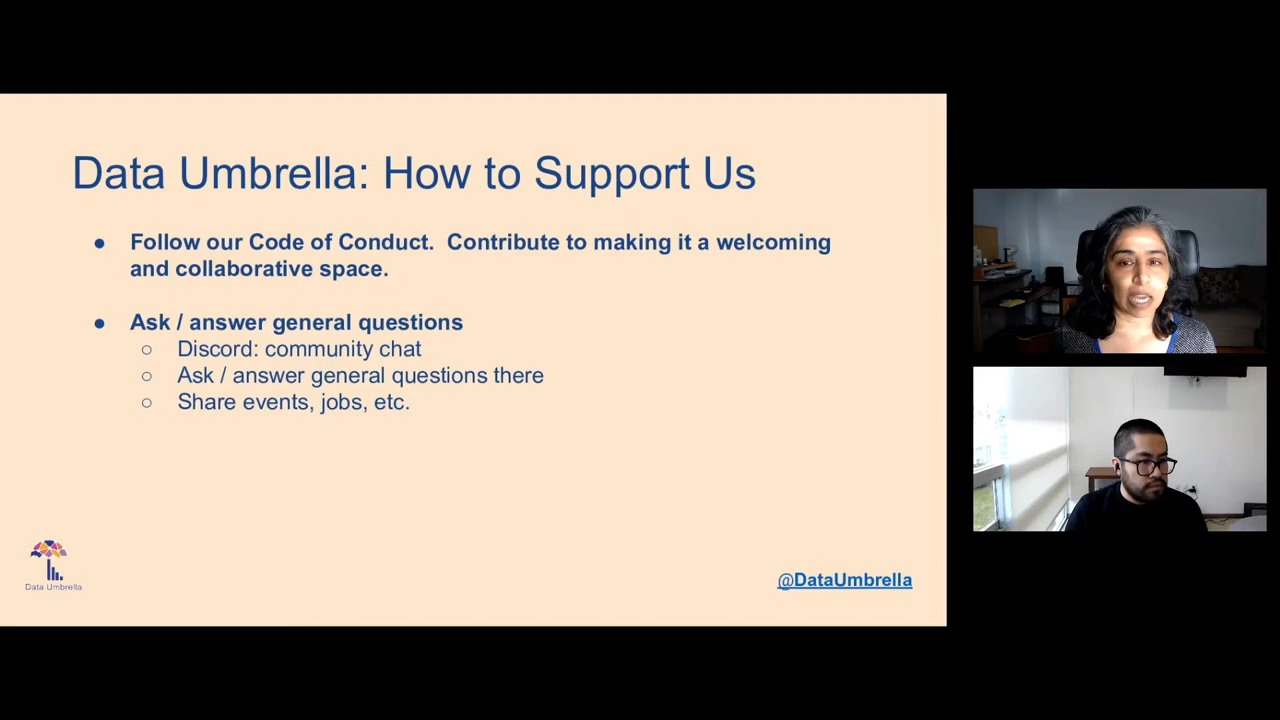 Data Umbrella: How to Support Us
● Follow our Code of Conduct.  Contribute to making it a welcoming
and collaborative space.
● Ask / answer general questions
○ Discord: community chat
○ Ask / answer general questions there
○ Share events, jobs, etc.
Data Umbrella
@DataUmbrella